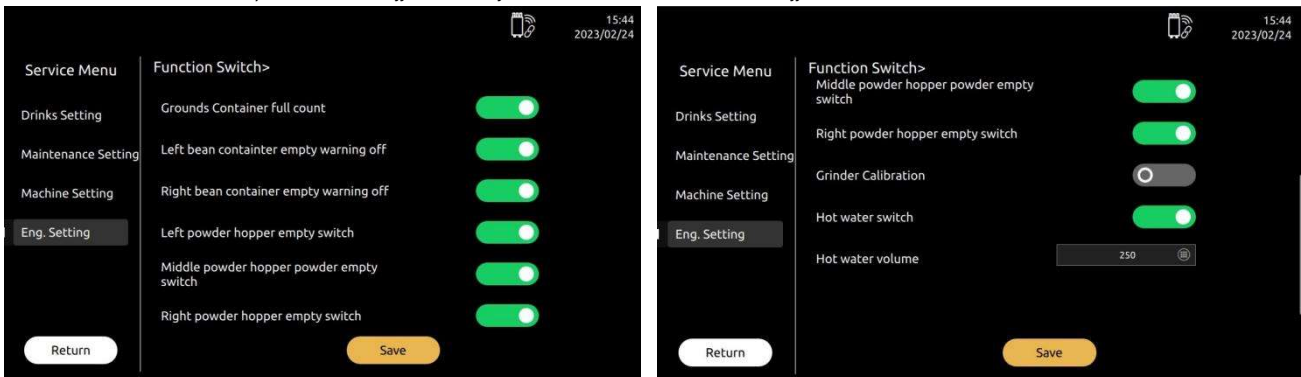 15:44
2023/02/24
Service Menu
Function Switch>
Drinks Setting
Maintenance Setting
Machine Setting
Eng. Setting
Grounds Container full count
Left bean containter empty warning off
Right bean container empty warning off
Left powder hopper empty switch
Middle powder hopper powder empty
switch
Right powder hopper empty switch
Return
Save
15:44
2023/02/24
Service Menu
Function Switch>
Drinks Setting
Maintenance Setting
Machine Setting
Eng. Setting
Middle powder hopper powder empty
switch
Right powder hopper empty switch
Grinder Calibration
Hot water switch
Hot water volume
250
Return
Save